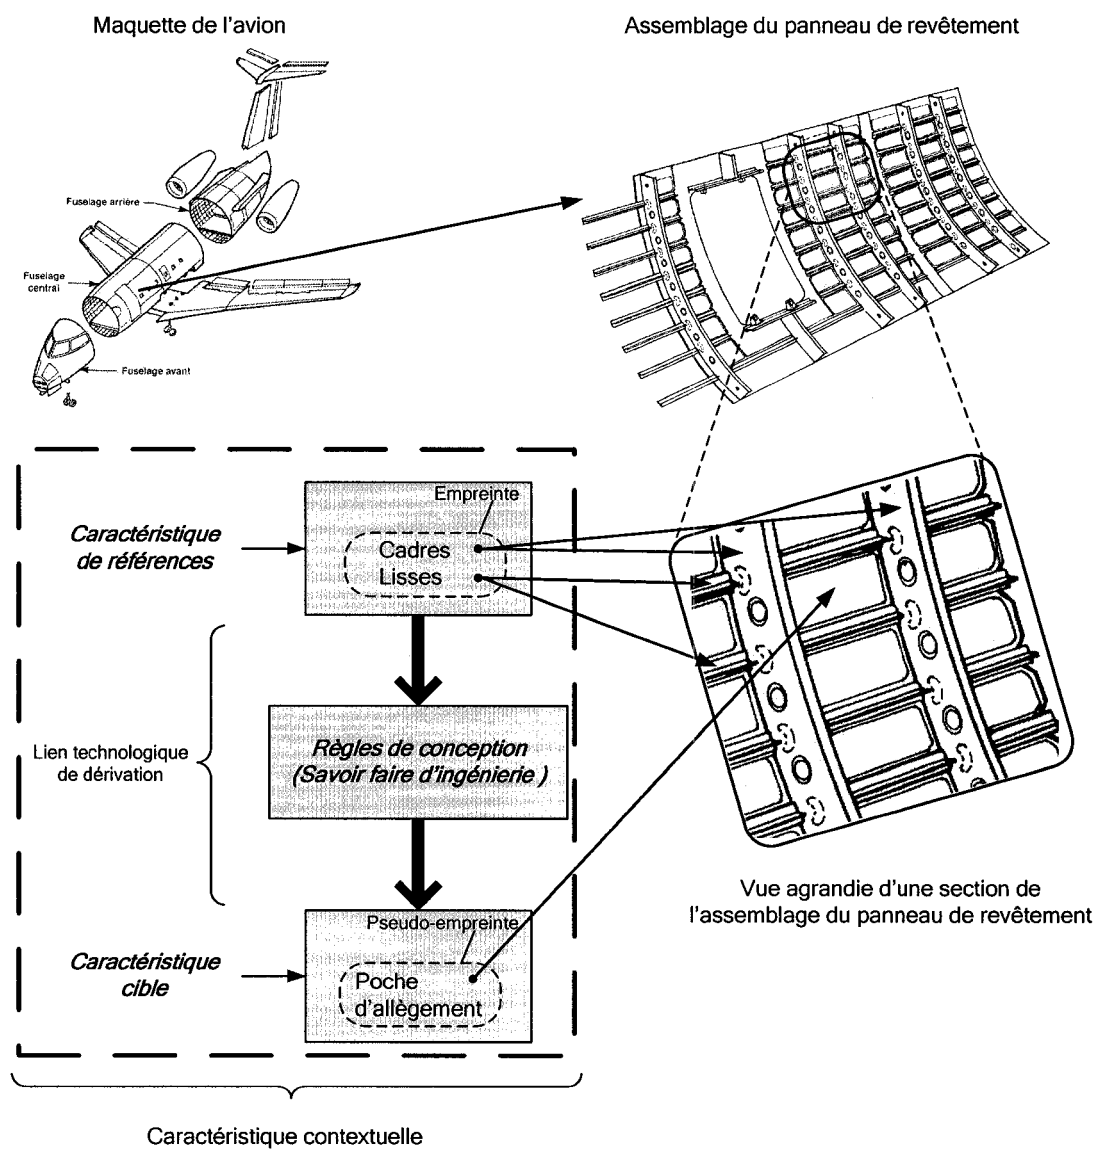 Maquette de l'avion
Assemblage du panneau de revêtement
Fuselage arrière
Fuselage
central
Fuselage avant
Empreinte
Caractéristique
de références
Cadres
Lisses
Lien technologique
de dérivation
Règles de conception
(Savoir faire d'ingénierie )
Vue agrandie d'une section de
l'assemblage du panneau de revêtement
Pseudo-empreinte
Caractéristique
cible
Poche
d'allègement
Caractéristique contextuelle